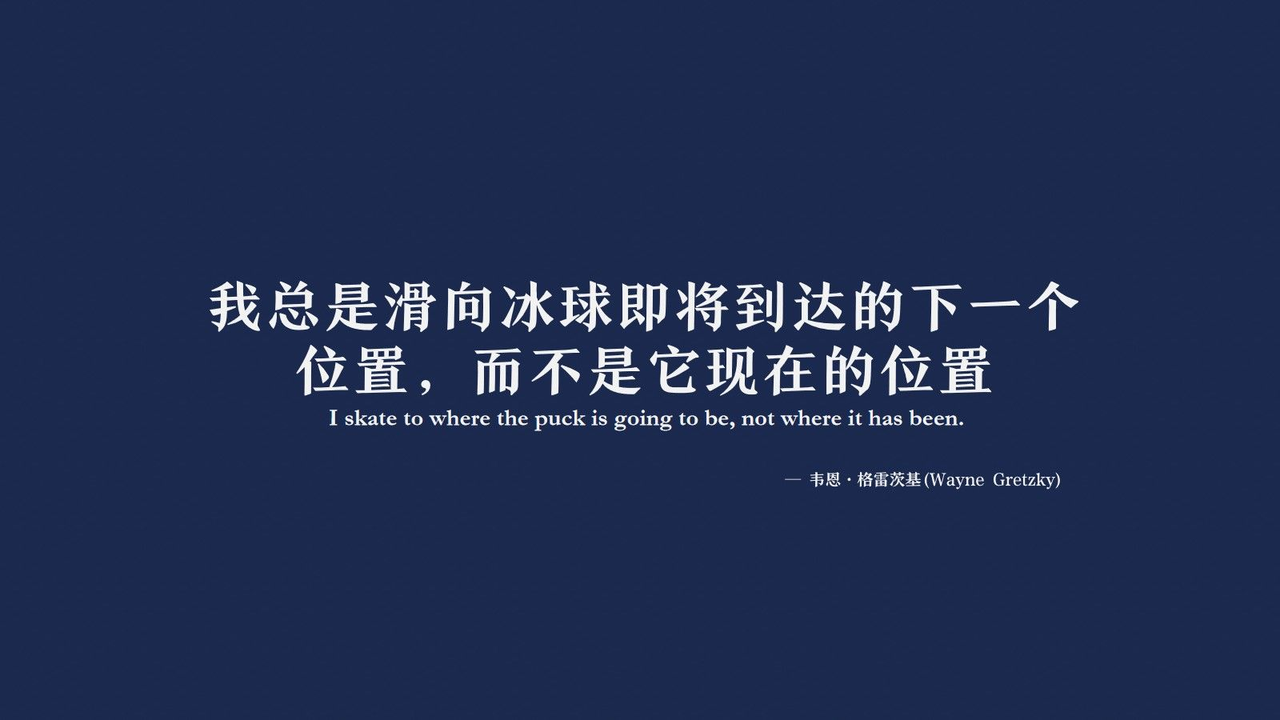 我总是滑向冰球即将到达的下一个
位置，而不是它现在的位置
I skate to where the puck is going to be, not where it has been.
— 韦恩·格雷茨基(Wayne Gretzky)